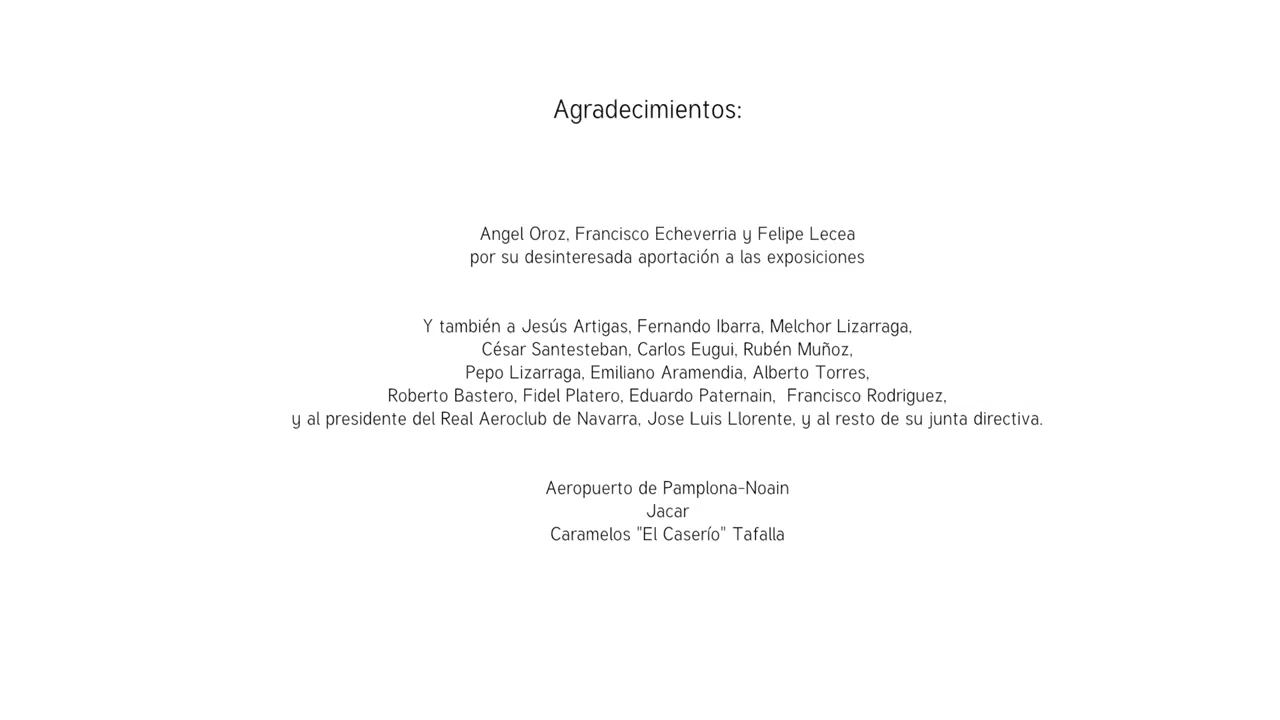 Agradecimientos:
Angel Oroz, Francisco Echeverria y Felipe Lecea
por su desinteresada aportación a las exposiciones
Y también a Jesús Artigas, Fernando Ibarra, Melchor Lizarraga,
César Santesteban, Carlos Eugui, Rubén Muñoz,
Pepo Lizarraga, Emiliano Aramendia, Alberto Torres,
Roberto Bastero, Fidel Platero, Eduardo Paternain,  Francisco Rodriguez,
y al presidente del Real Aeroclub de Navarra, Jose Luis Llorente, y al resto de su junta directiva.
Aeropuerto de Pamplona-Noain
Jacar
Caramelos "El Caserío" Tafalla